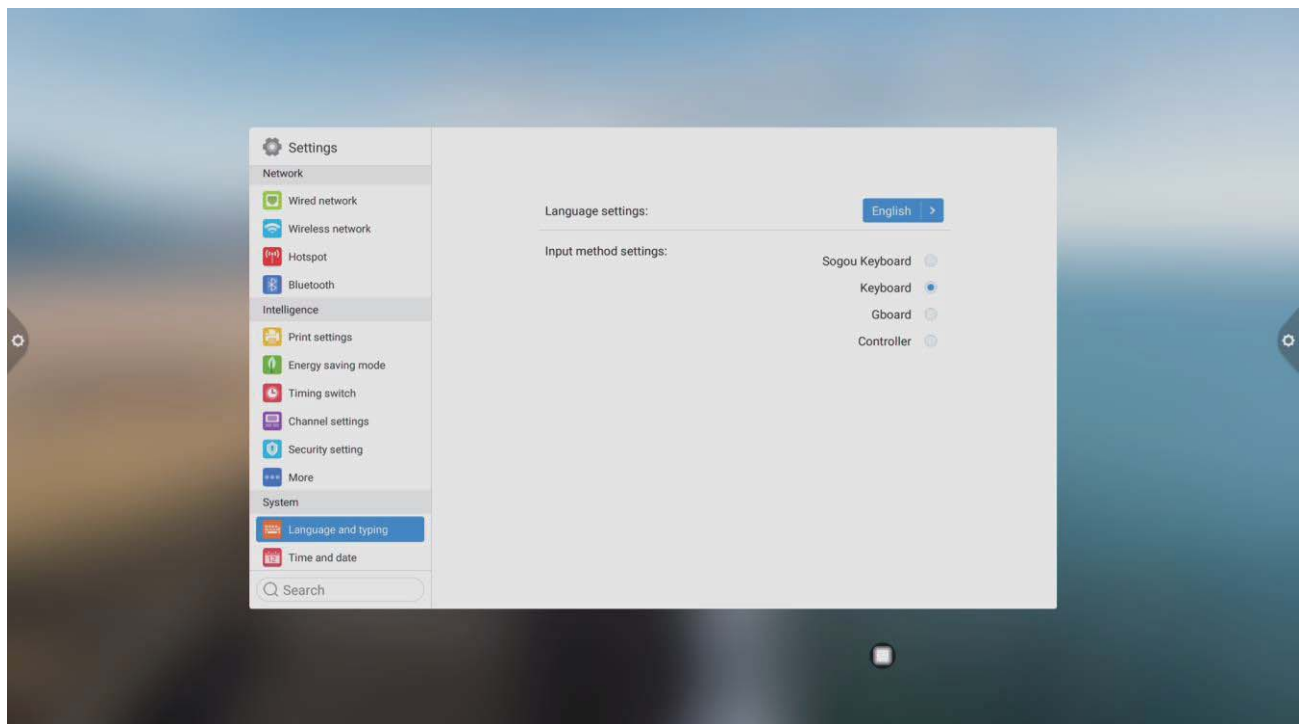 Settings
Network
Wired network
Wireless network
Hotspot
Bluetooth
Intelligence
Print settings
Energy saving mode
Timing switch
Channel settings
Security setting
More
System
Language and typing
Time and date
Search
Language settings:
English
Input method settings:
Sogou Keyboard
Keyboard
Gboard
Controller